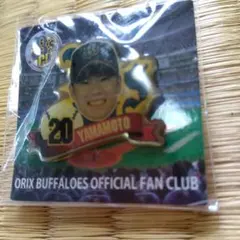 20
YAMAMOTO
ORIX BUFFALOES OFFICIAL FAN CLUB